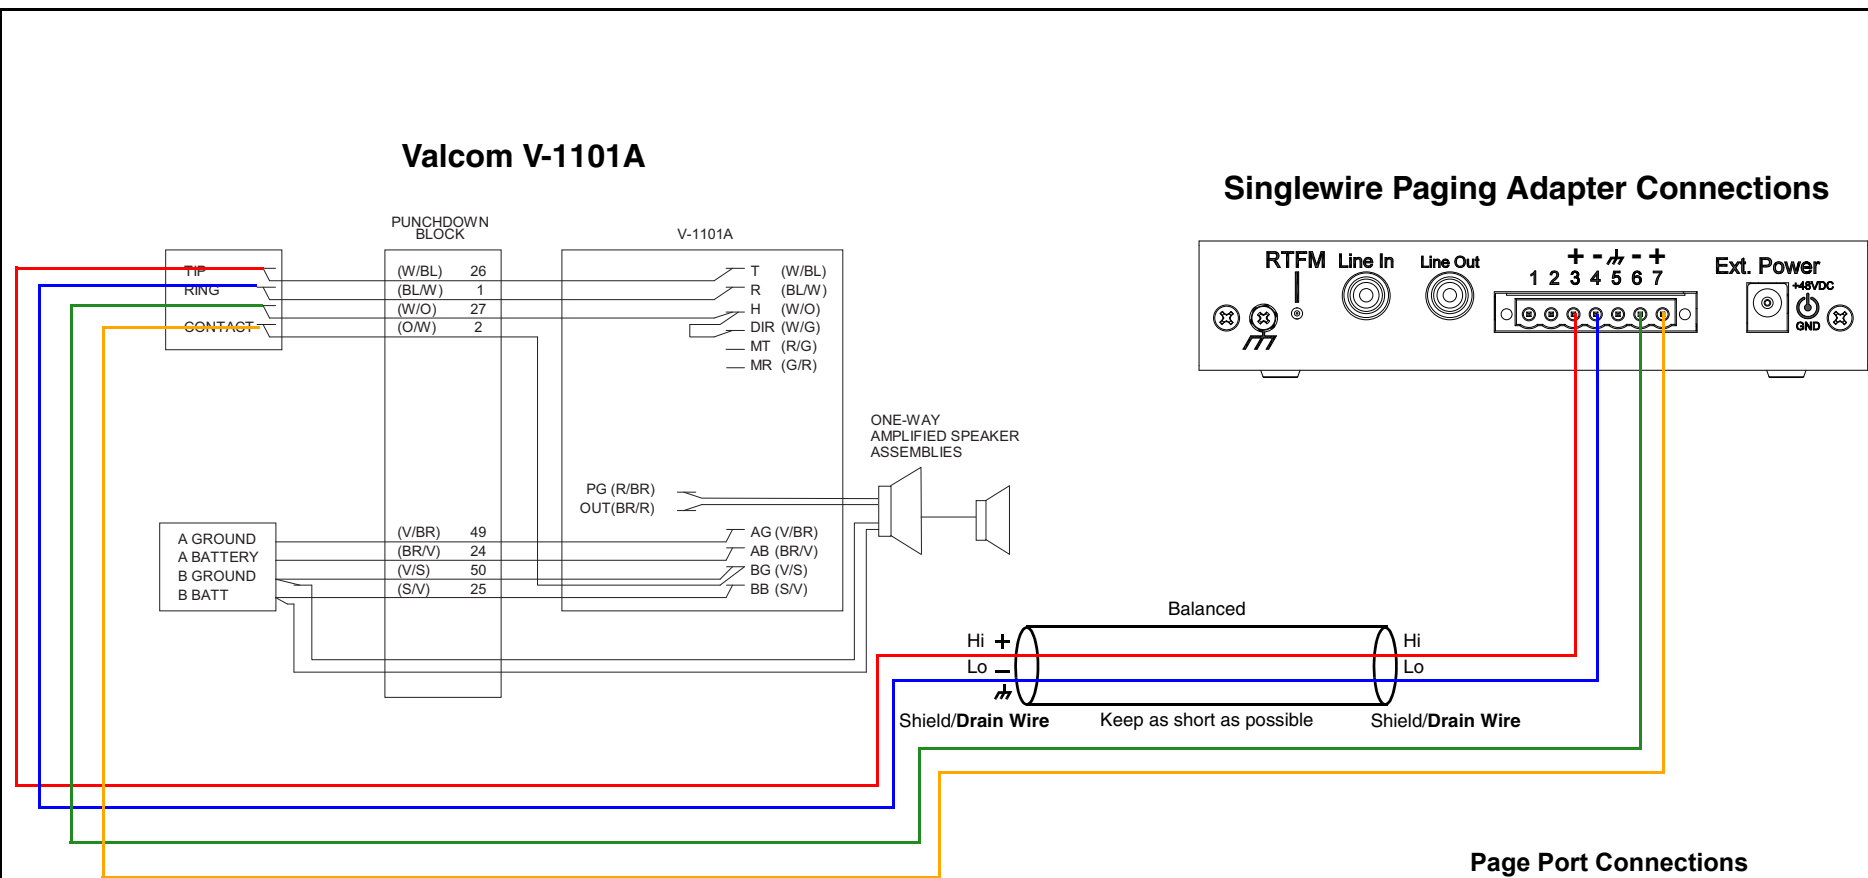 Valcom V-1101A
Singlewire Paging Adapter Connections
PUNCHDOWN
BLOCK
V-1101A
TIP
RING
CONTACT
(W/BL) 26
(BL/W) 1
(W/O) 27
(O/W) 2
T (W/BL)
R (BL/W)
H (W/O)
DIR (W/G)
MT (R/G)
MR (G/R)
RTFM
Line In
Line Out
+ - - +
1 2 3 4 5 6 7
Ext. Power
+48VDC
GND
ONE-WAY
AMPLIFIED SPEAKER
ASSEMBLIES
PG (R/BR)
OUT(BR/R)
A GROUND
A BATTERY
B GROUND
B BATT
(V/BR) 49
(BR/V) 24
(V/S) 50
(S/V) 25
AG (V/BR)
AB (BR/V)
BG (V/S)
BB (S/V)
Balanced
Hi +
Lo -
Hi
Lo
Shield/Drain Wire
Keep as short as possible
Shield/Drain Wire
Page Port Connections